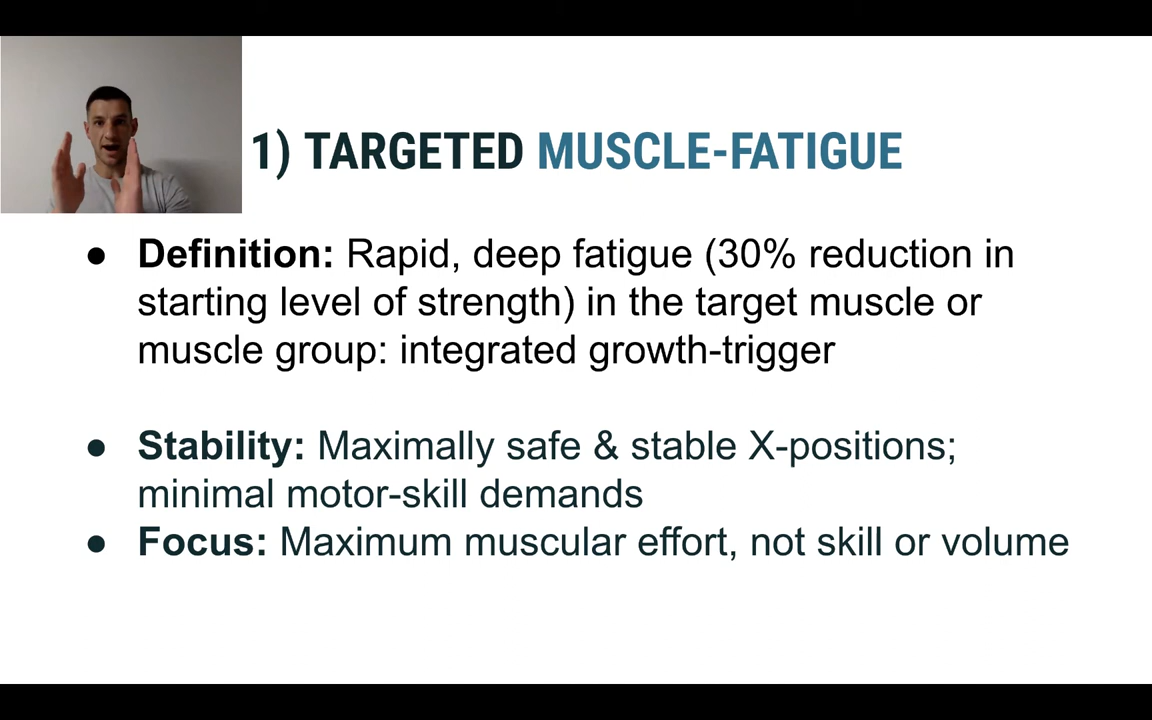 1) TARGETED MUSCLE-FATIGUE
● Definition: Rapid, deep fatigue (30% reduction in
starting level of strength) in the target muscle or
muscle group: integrated growth-trigger
● Stability: Maximally safe & stable X-positions;
minimal motor-skill demands
● Focus: Maximum muscular effort, not skill or volume